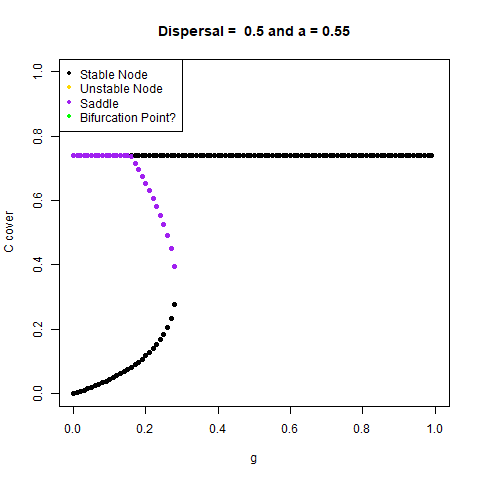 Dispersal =  0.5 and a = 0.55
Stable Node
Unstable Node
Saddle
Bifurcation Point?
C cover
1.0
0.8
0.6
0.4
0.2
0.0
0.0 0.2 0.4 0.6 0.8 1.0
g